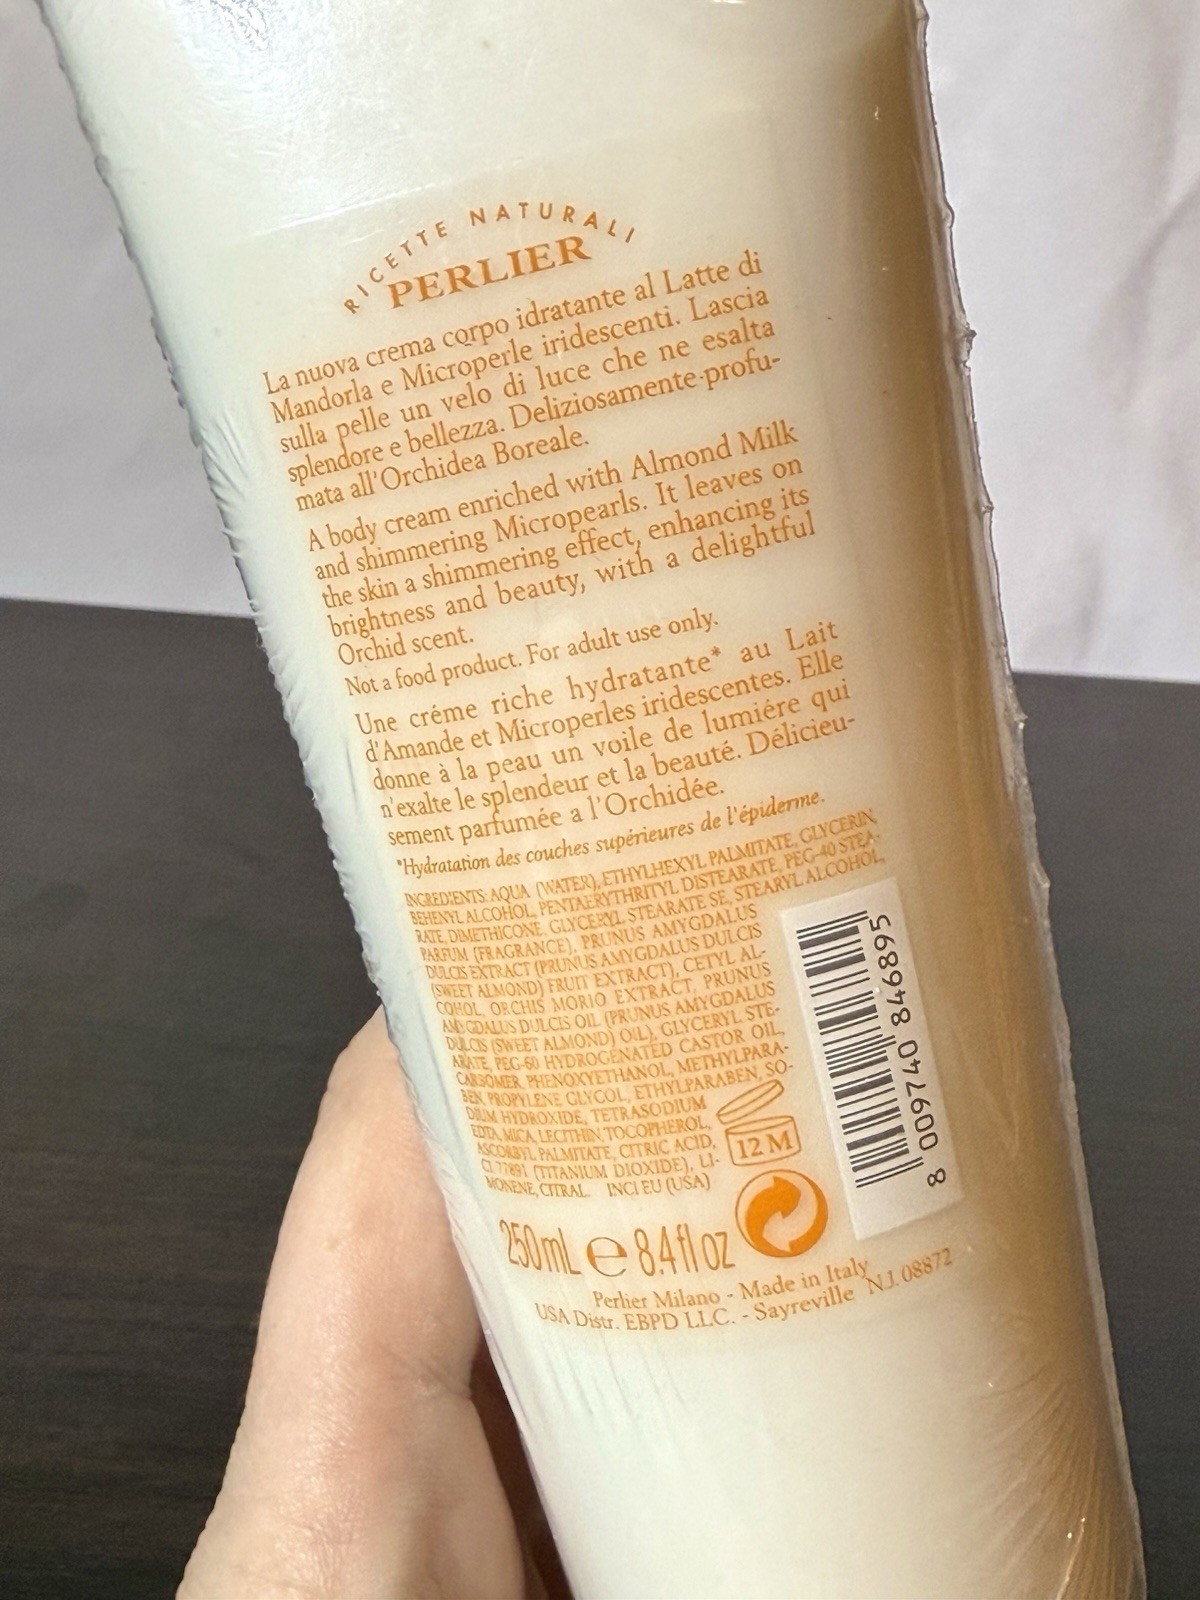 RICETTE NATURALI
PERLIER
La nuova crema corpo idratante al Latte di
Mandorla e Microperle iridescenti. Lascia
sulla pelle un velo di luce che ne esalta
splendore e bellezza. Deliziosamente profu-
mata all'Orchidea Boreale.
A body cream enriched with Almond Milk
and shimmering Micropearls. It leaves on
the skin a shimmering effect, enhancing its
brightness and beauty, with a delightful
Orchid scent.
Not a food product. For adult use only.
Une créme riche hydratante* au Lait
d'Amande et Microperles iridescentes. Elle
donne à la peau un voile de lumiére qui
n'exalte le splendeur et la beauté. Délicieu-
sement parfumée a l'Orchidée.
*Hydratation des couches supérieures de l'épiderme.
INGREDIENTS: AQUA (WATER), ETHYLHEXYL PALMITATE, GLYCERIN,
BEHENYL ALCOHOL, PENTAERYTHRITYL DISTEARATE, PEG-40 STEA-
RATE, DIMETHICONE, GLYCERYL STEARATE SE, STEARYL ALCOHOL,
PARFUM (FRAGRANCE), PRUNUS AMYGDALUS
DULCIS EXTRACT (PRUNUS AMYGDALUS DULCIS
(SWEET ALMOND) FRUIT EXTRACT), CETYL AL-
COHOL, ORCHIS MORIO EXTRACT, PRUNUS
AMYGDALUS DULCIS OIL (PRUNUS AMYGDALUS
DULCIS (SWEET ALMOND) OIL), GLYCERYL STE-
ARATE, PEG-60 HYDROGENATED CASTOR OIL,
CARBOMER, PHENOXYETHANOL, METHYLPARA-
BEN, PROPYLENE GLYCOL, ETHYLPARABEN, SO-
DIUM HYDROXIDE, TETRASODIUM
EDTA, MICA, LECITHIN, TOCOPHEROL,
ASCORBYL PALMITATE, CITRIC ACID,
CI 77891 (TITANIUM DIOXIDE), LI-
MONENE, CITRAL. INCI EU (USA)
12 M
8 009740 846895
250mL e 8.4 fl oz
Perlier Milano - Made in Italy
USA Distr. EBPD LLC. - Sayreville N.J. 08872